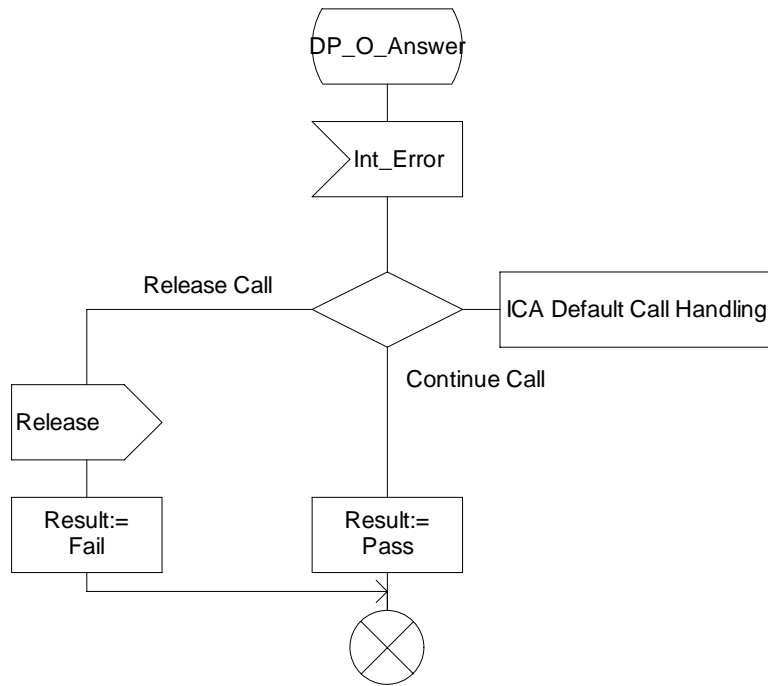 DP_O_Answer
Int_Error
Release Call
ICA Default Call Handling
Continue Call
Release
Result:=
Fail
Result:=
Pass